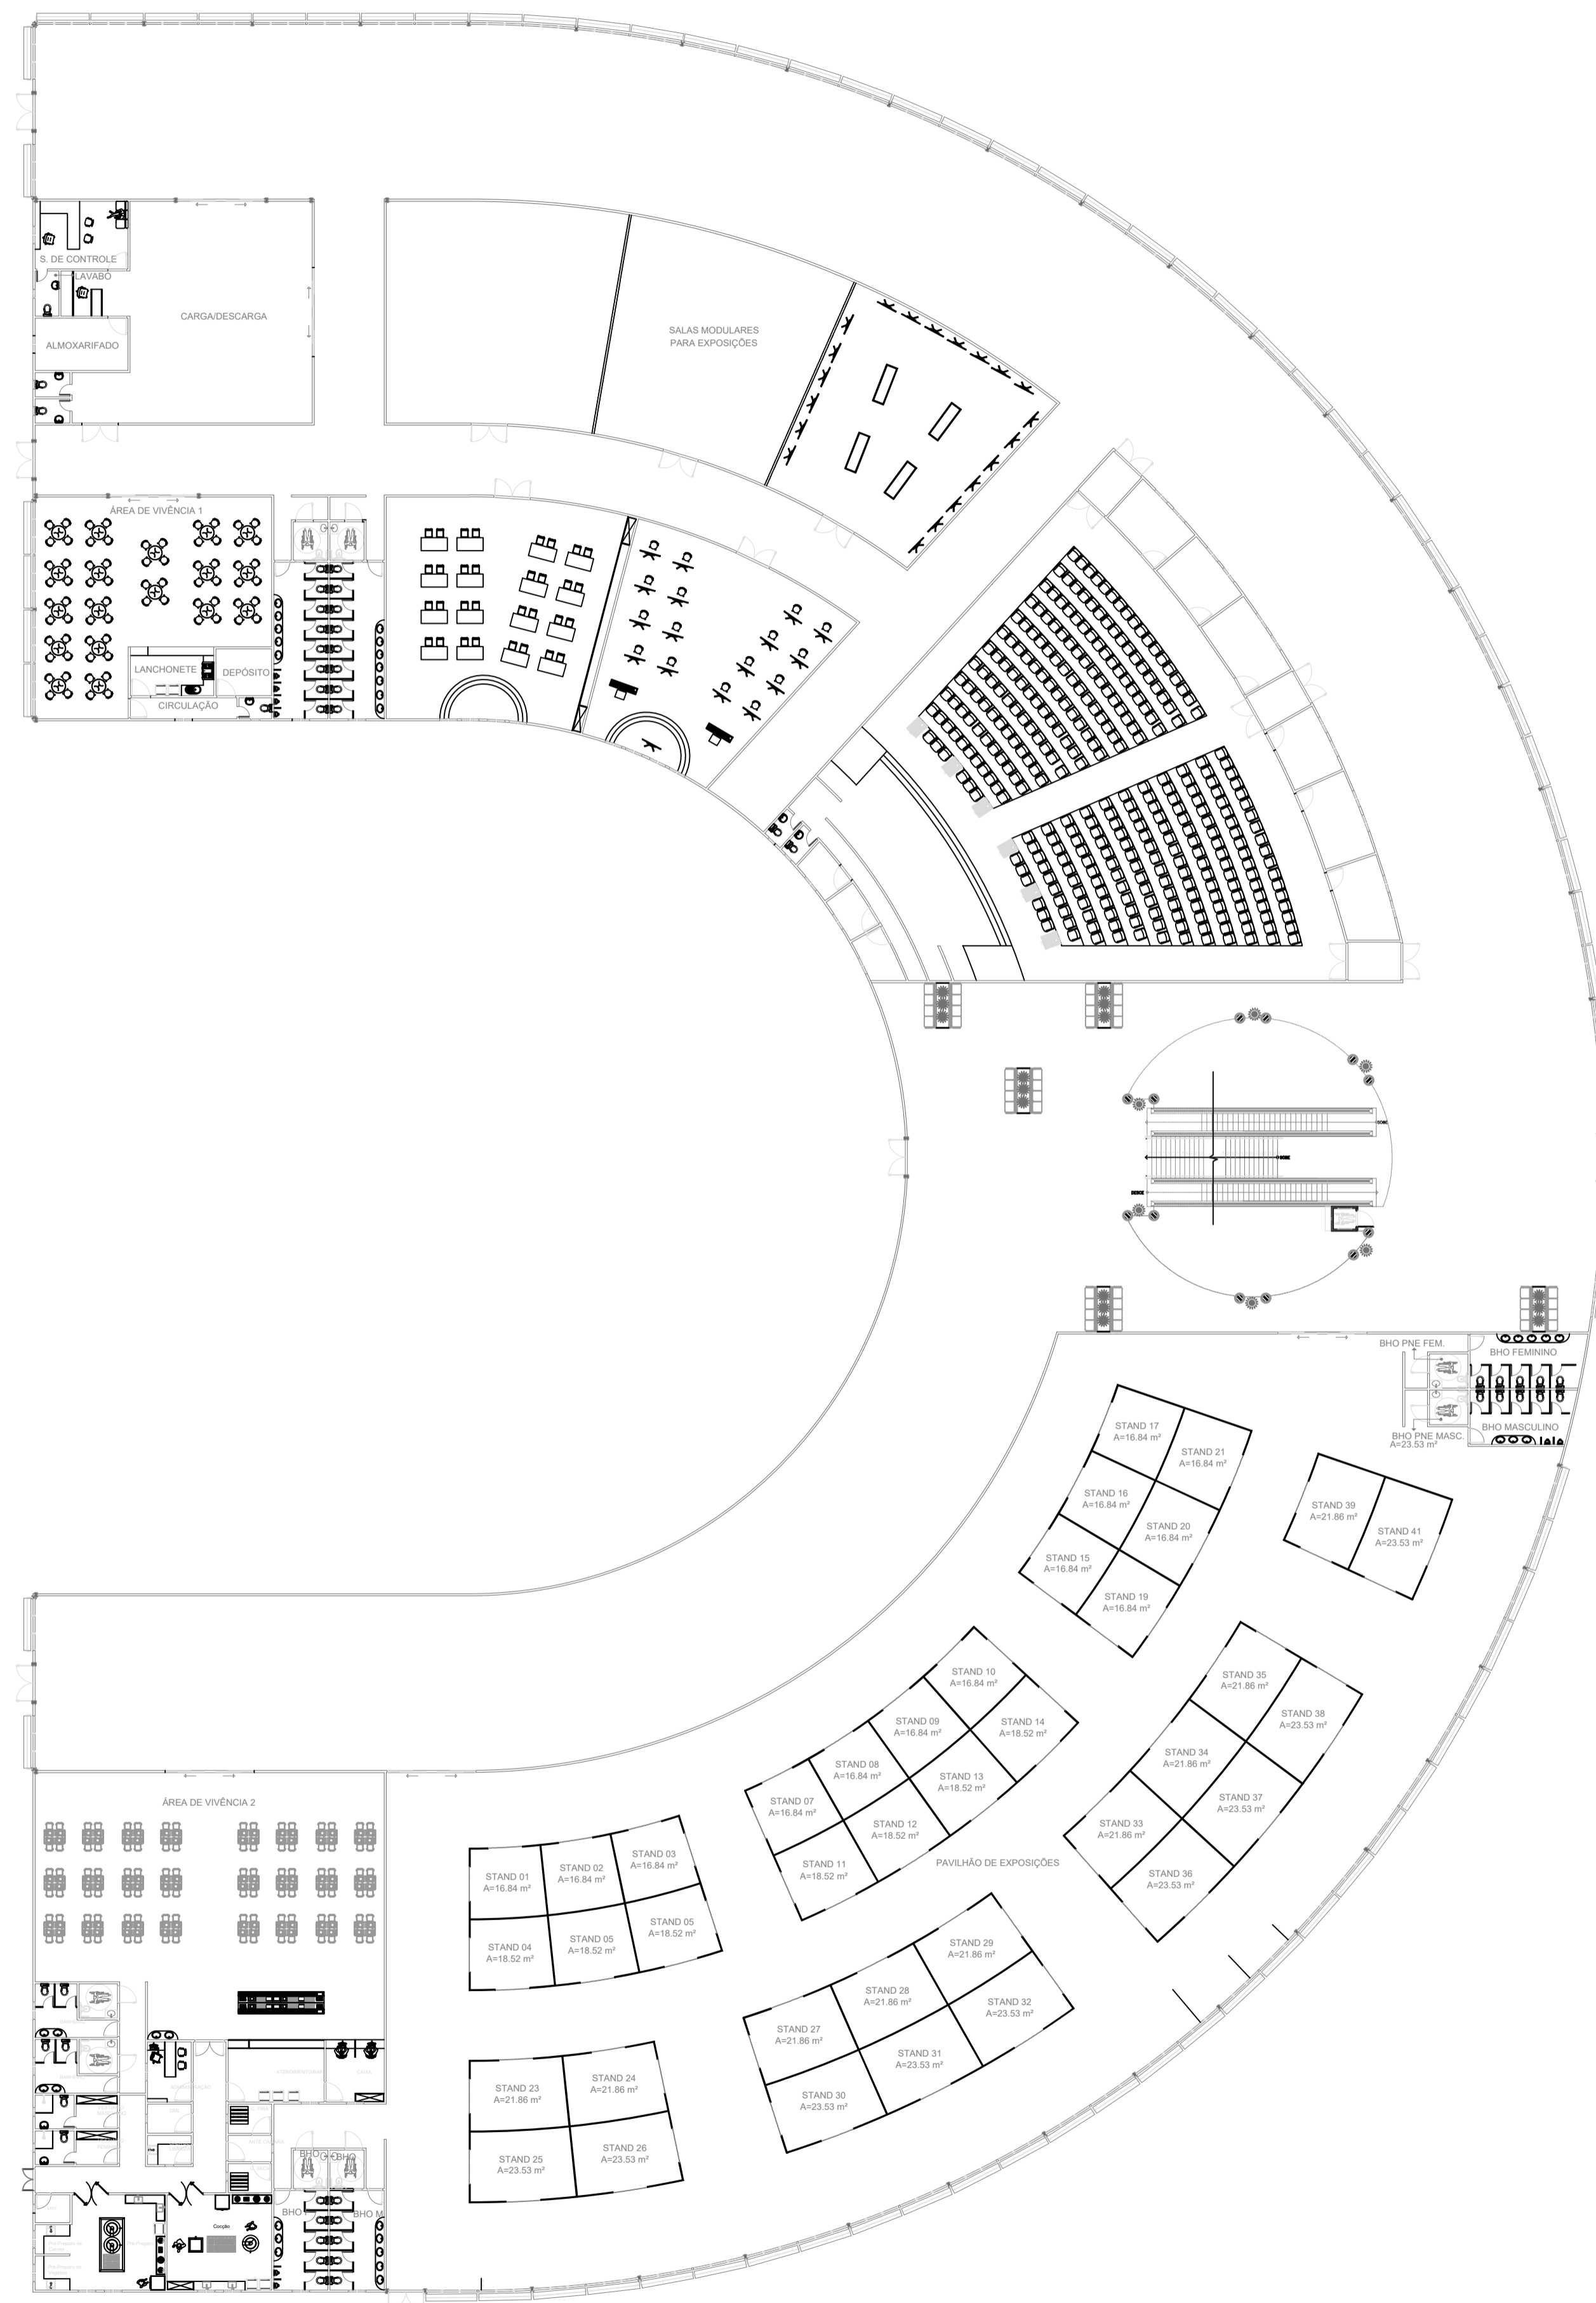 S. DE CONTROLE
LAVABO
CARGA/DESCARGA
ALMOXARIFADO
SALAS MODULARES
PARA EXPOSIÇÕES
ÁREA DE VIVÊNCIA 1
LANCHONETE
DEPÓSITO
CIRCULAÇÃO
SOBE
SOBE
DESCE
BHO PNE FEM.
BHO FEMININO
BHO MASCULINO
BHO PNE MASC.
A=23.53 m²
STAND 17
A=16.84 m²
STAND 21
A=16.84 m²
STAND 16
A=16.84 m²
STAND 20
A=16.84 m²
STAND 15
A=16.84 m²
STAND 19
A=16.84 m²
STAND 39
A=21.86 m²
STAND 41
A=23.53 m²
STAND 10
A=16.84 m²
STAND 09
A=16.84 m²
STAND 14
A=18.52 m²
STAND 08
A=16.84 m²
STAND 13
A=18.52 m²
STAND 07
A=16.84 m²
STAND 12
A=18.52 m²
STAND 11
A=18.52 m²
STAND 35
A=21.86 m²
STAND 38
A=23.53 m²
STAND 34
A=21.86 m²
STAND 37
A=23.53 m²
STAND 33
A=21.86 m²
STAND 36
A=23.53 m²
PAVILHÃO DE EXPOSIÇÕES
ÁREA DE VIVÊNCIA 2
STAND 03
A=16.84 m²
STAND 02
A=16.84 m²
STAND 01
A=16.84 m²
STAND 05
A=18.52 m²
STAND 05
A=18.52 m²
STAND 04
A=18.52 m²
STAND 29
A=21.86 m²
STAND 28
A=21.86 m²
STAND 32
A=23.53 m²
STAND 27
A=21.86 m²
STAND 31
A=23.53 m²
STAND 30
A=23.53 m²
STAND 24
A=21.86 m²
STAND 23
A=21.86 m²
STAND 26
A=23.53 m²
STAND 25
A=23.53 m²
BHO
BHO
BHO F
BHO M
Cocção